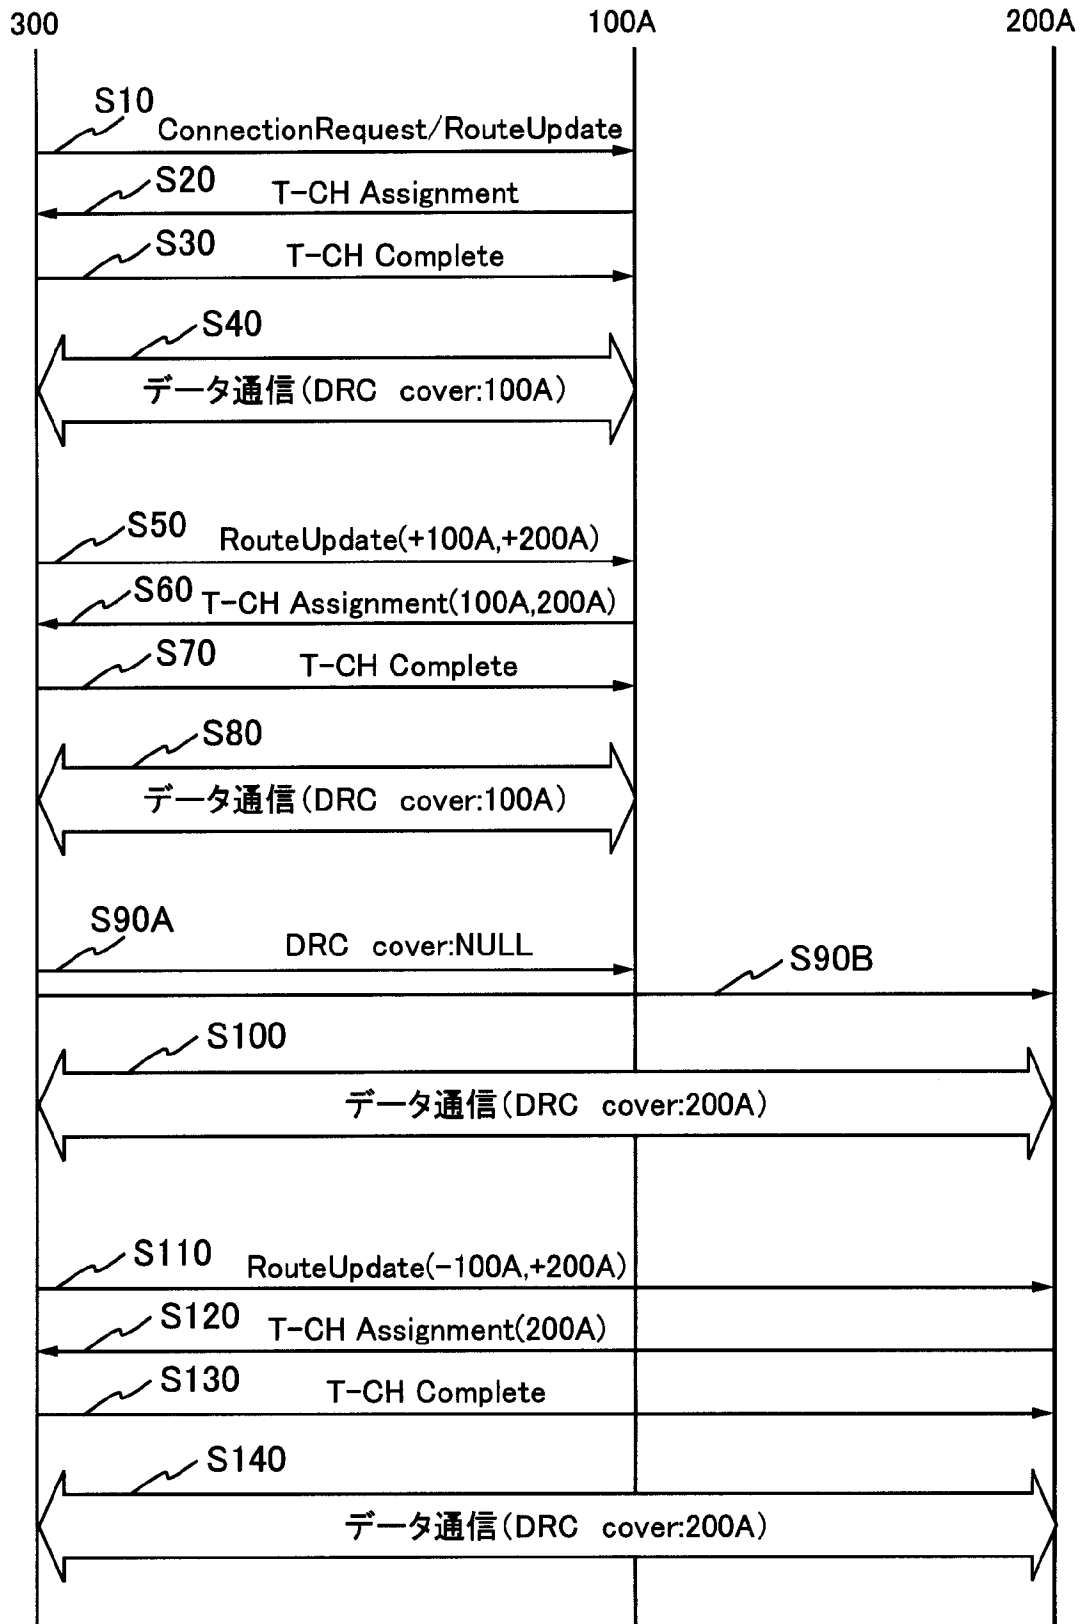 300 100A 200A
S10
ConnectionRequest/RouteUpdate
S20
T-CH Assignment
S30
T-CH Complete
S40
データ通信(DRC cover:100A)
S50
RouteUpdate(+100A,+200A)
S60
T-CH Assignment(100A,200A)
S70
T-CH Complete
S80
データ通信(DRC cover:100A)
S90A
DRC cover:NULL
S90B
S100
データ通信(DRC cover:200A)
S110
RouteUpdate(-100A,+200A)
S120
T-CH Assignment(200A)
S130
T-CH Complete
S140
データ通信(DRC cover:200A)